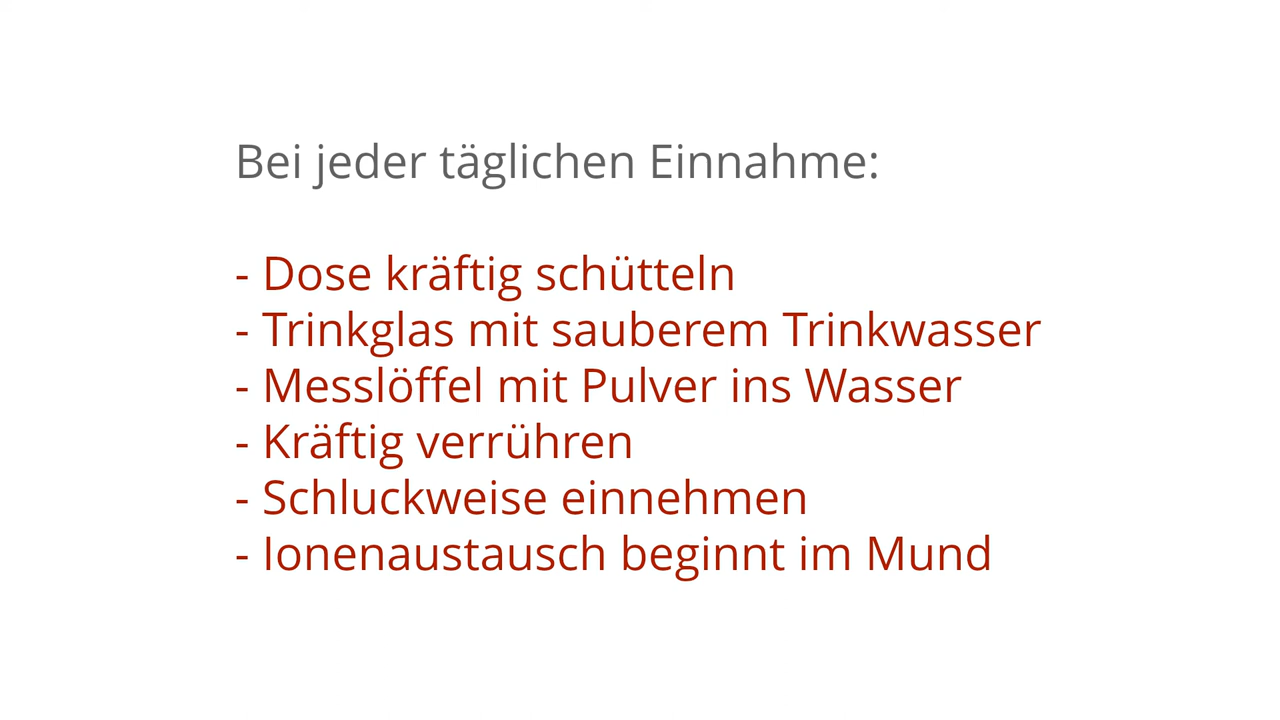 Bei jeder täglichen Einnahme:
- Dose kräftig schütteln
- Trinkglas mit sauberem Trinkwasser
- Messlöffel mit Pulver ins Wasser
- Kräftig verrühren
- Schluckweise einnehmen
- Ionenaustausch beginnt im Mund